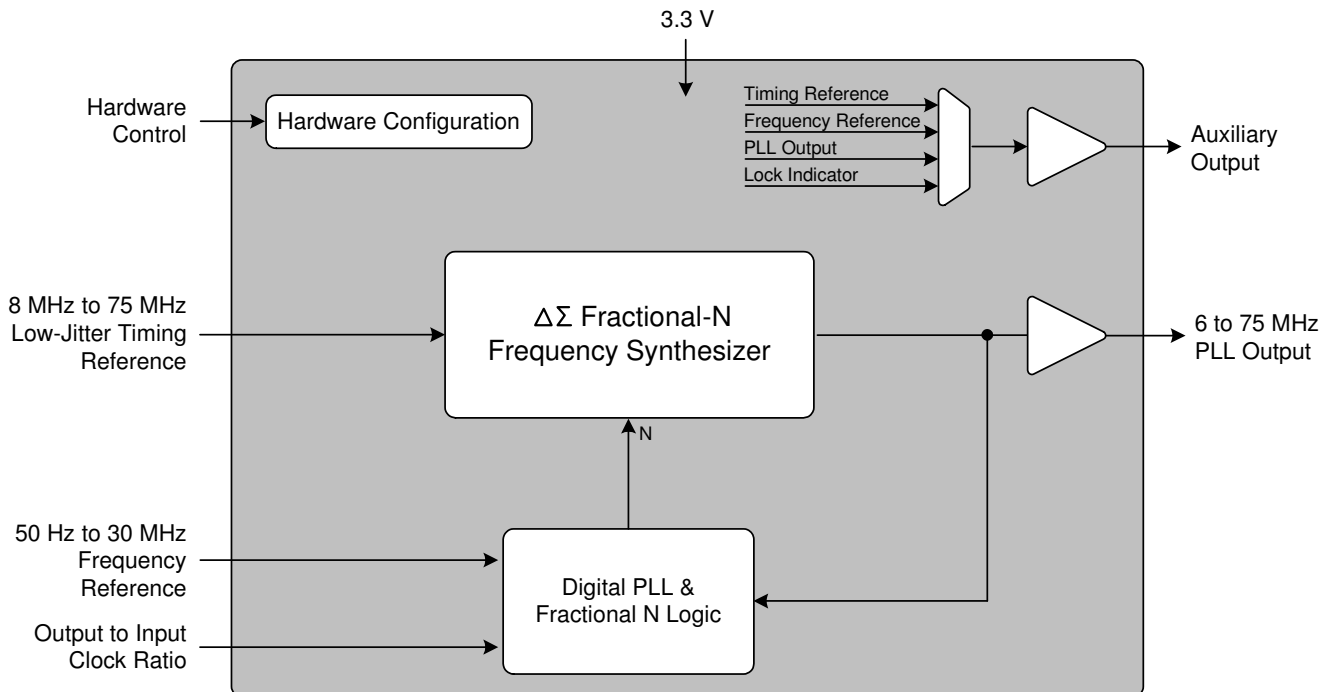 3.3 V
Hardware
Control
Hardware Configuration
Timing Reference
Frequency Reference
PLL Output
Lock Indicator
Auxiliary
Output
8 MHz to 75 MHz
Low-Jitter Timing
Reference
ΔΣ Fractional-N
Frequency Synthesizer
6 to 75 MHz
PLL Output
N
50 Hz to 30 MHz
Frequency
Reference
Digital PLL &
Fractional N Logic
Output to Input
Clock Ratio